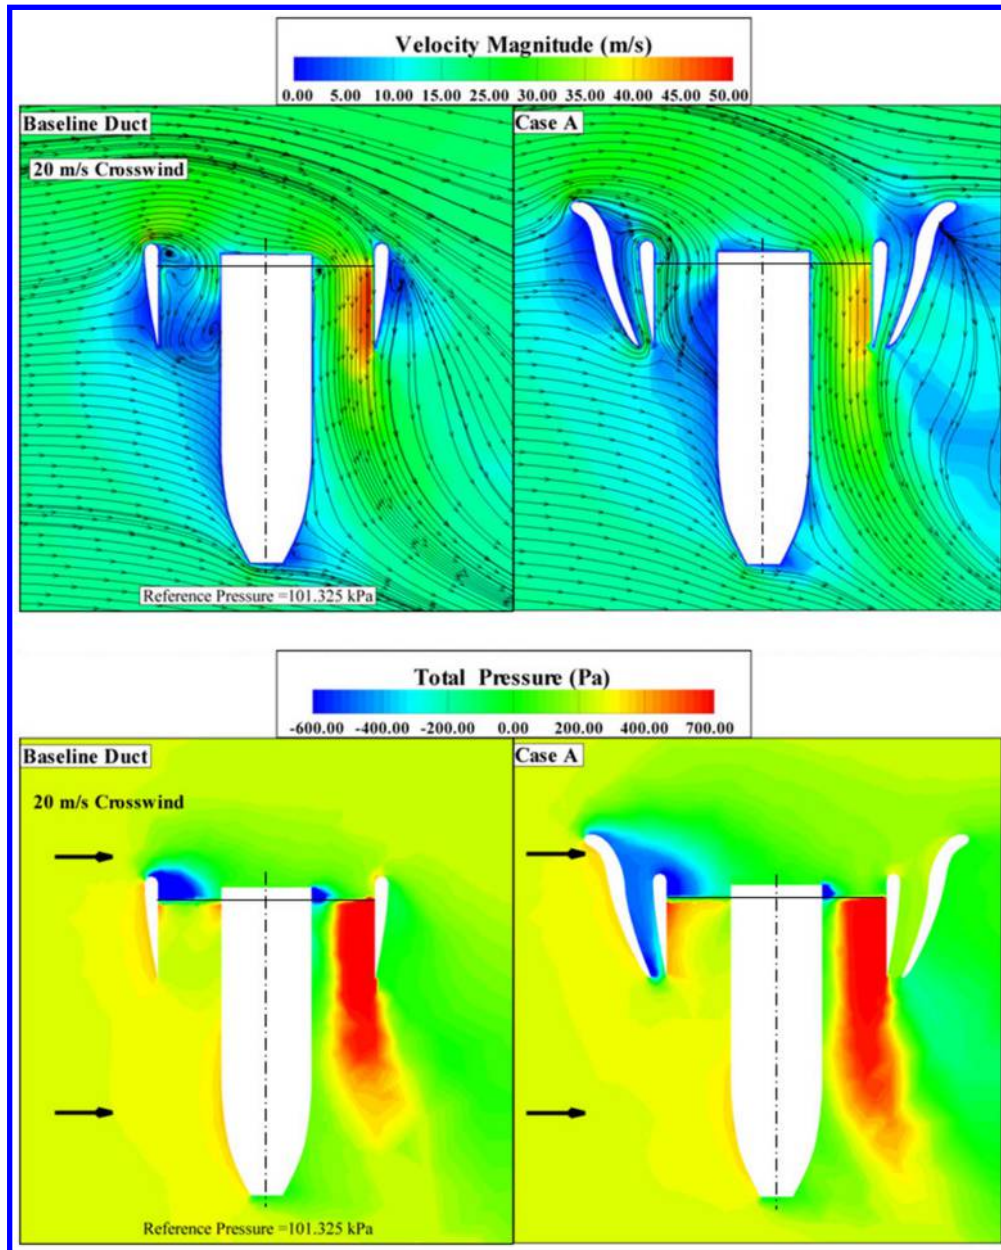 Velocity Magnitude (m/s)
0.00 5.00 10.00 15.00 25.00 30.00 35.00 40.00 45.00 50.00
Baseline Duct
Case A
20 m/s Crosswind
Reference Pressure =101.325 kPa
Total Pressure (Pa)
-600.00 -400.00 -200.00 0.00 200.00 400.00 700.00
Baseline Duct
Case A
20 m/s Crosswind
Reference Pressure =101.325 kPa